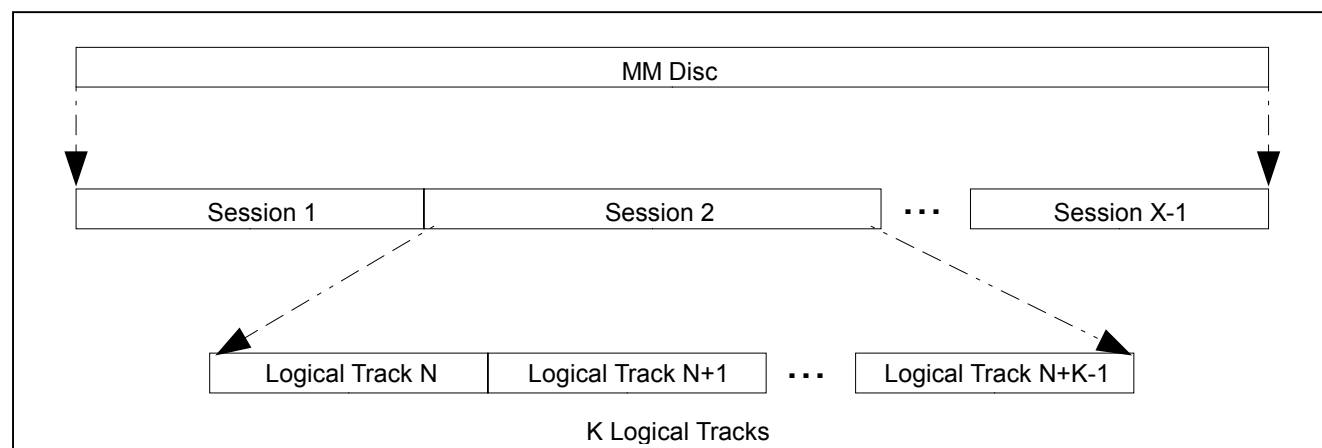 MM Disc
Session 1 Session 2 ... Session X-1
Logical Track N Logical Track N+1 ... Logical Track N+K-1
K Logical Tracks